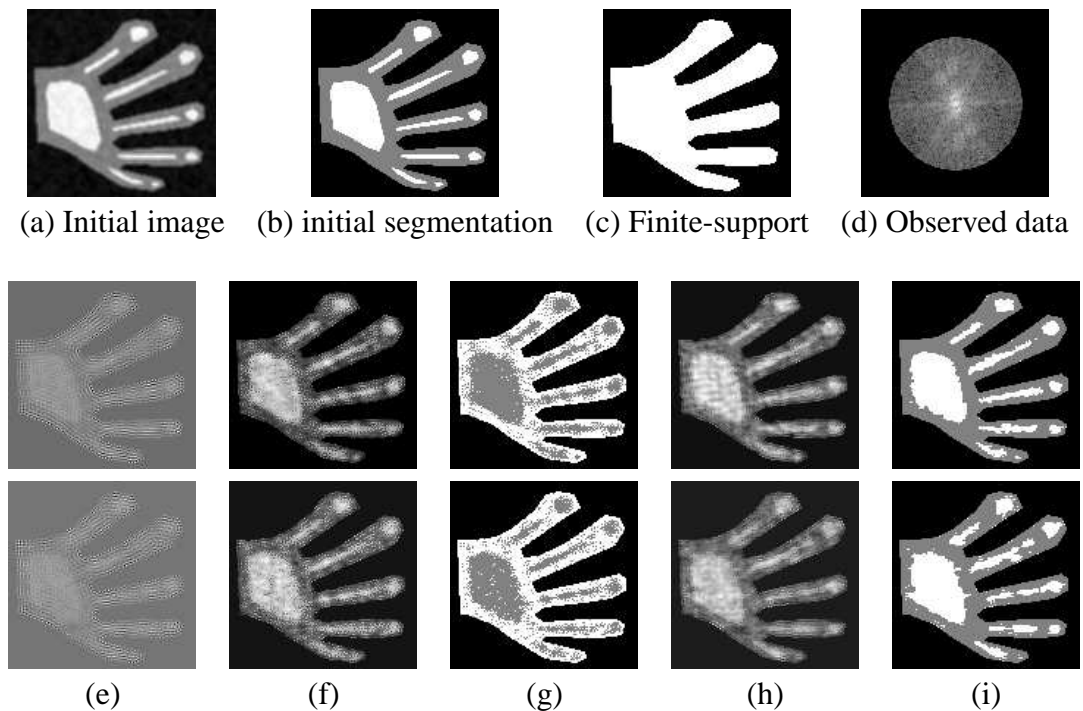 (a) Initial image (b) initial segmentation (c) Finite-support (d) Observed data
(e) (f) (g) (h) (i)